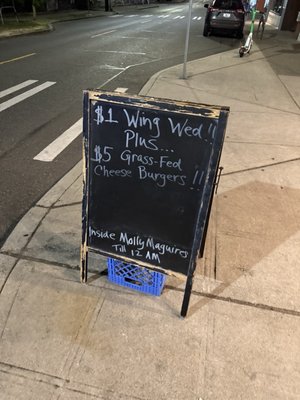 $1 Wing Wed!!
Plus...
$5 Grass-Fed
Cheese Burgers!!
Inside Molly Maguires
Till 12 AM